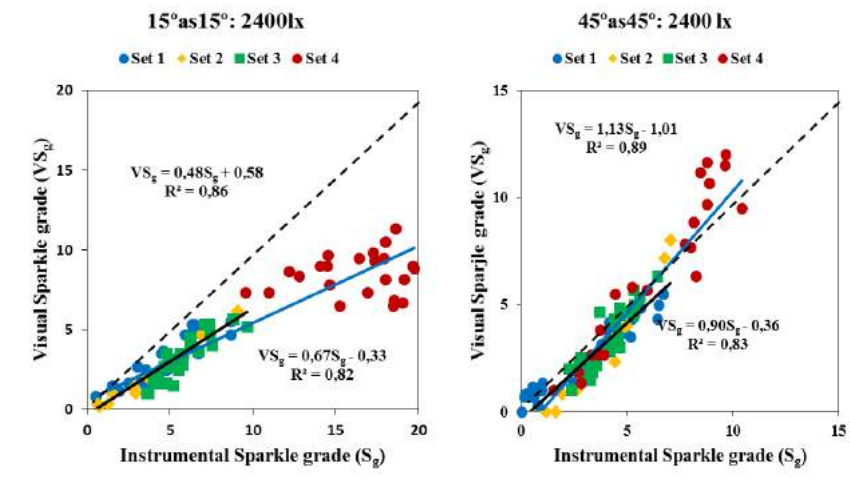 15ºas15º: 2400lx
Set 1 Set 2 Set 3 Set 4
20
15
10
5
0
0 5 10 15 20
Visual Sparkle grade (VSg)
VSg = 0,48Sg + 0,58
R² = 0,86
VSg = 0,67Sg - 0,33
R² = 0,82
Instrumental Sparkle grade (Sg)
45ºas45º: 2400 lx
Set 1 Set 2 Set 3 Set 4
15
10
5
0
0 5 10 15
Visual Sparjle grade (VSg)
VSg = 1,13Sg - 1,01
R² = 0,89
VSg = 0,90Sg - 0,36
R² = 0,83
Instrumental Sparkle grade (Sg)